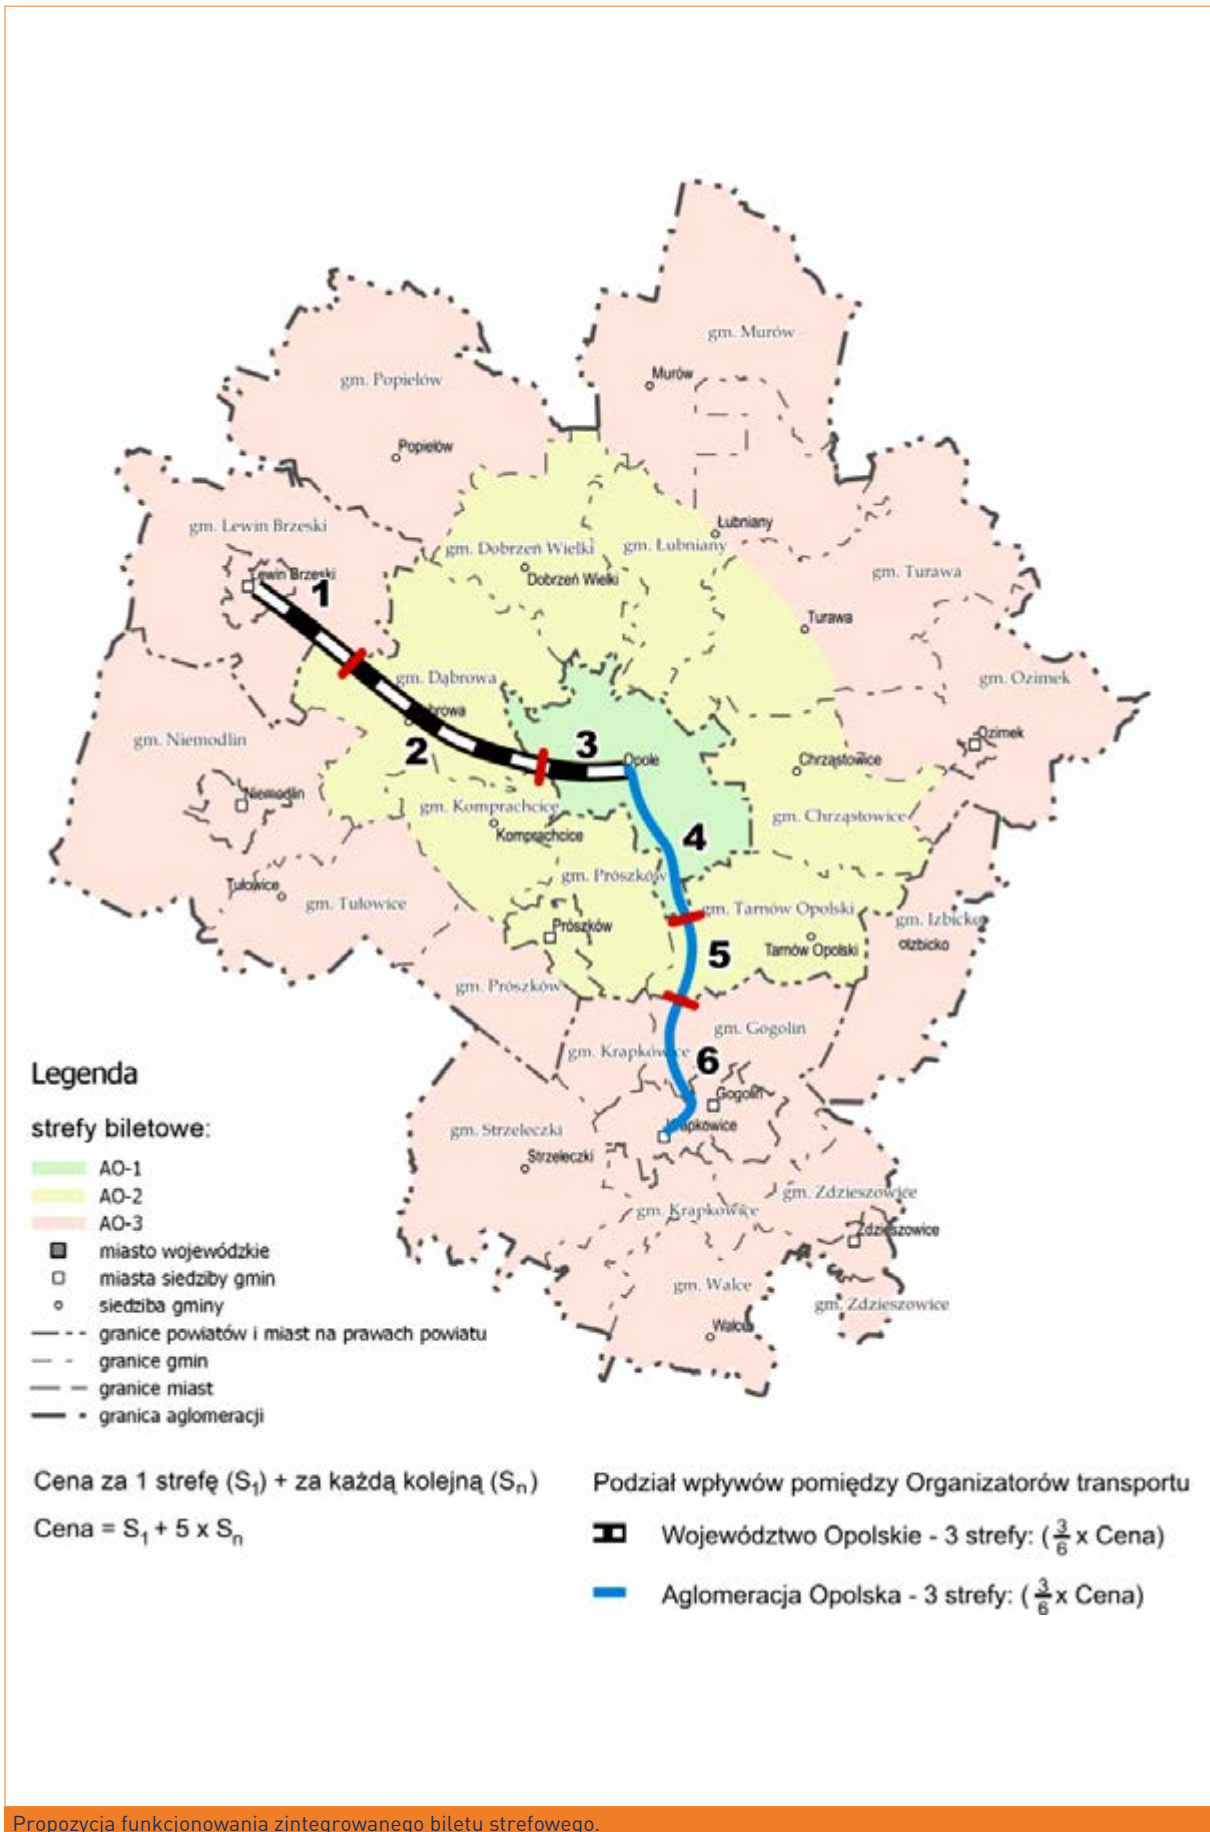 gm. Murów
Murów
gm. Popielów
Popielów
gm. Lewin Brzeski
Lewin Brzeski
1
gm. Dobrzeń Wielki
Dobrzeń Wielki
gm. Łubniany
Łubniany
gm. Turawa
Turawa
gm. Dąbrowa
2
3
Opole
gm. Ozimek
Ozimek
gm. Niemodlin
Niemodlin
Chrząstowice
gm. Chrząstowice
gm. Komprachcice
Komprachcice
4
gm. Prószków
Tułowice
gm. Tułowice
Prószków
gm. Tarnów Opolski
Tarnów Opolski
gm. Izbicko
Izbicko
5
gm. Prószków
gm. Gogolin
gm. Krapkowice
6
Gogolin
Krapkowice
gm. Strzeleczki
Strzeleczki
gm. Zdzieszowice
gm. Krapkowice
Zdzieszowice
gm. Walce
gm. Zdzieszowice
Walce
Legenda
strefy biletowe:
AO-1
AO-2
AO-3
miasto wojewódzkie
miasta siedziby gmin
siedziba gminy
granice powiatów i miast na prawach powiatu
granice gmin
granice miast
granica aglomeracji
Cena za 1 strefę (S₁) + za każdą kolejną (Sₙ)
Cena = S₁ + 5 x Sₙ
Podział wpływów pomiędzy Organizatorów transportu
Województwo Opolskie - 3 strefy: (3/6 x Cena)
Aglomeracja Opolska - 3 strefy: (3/6 x Cena)
Propozycja funkcjonowania zintegrowanego biletu strefowego.